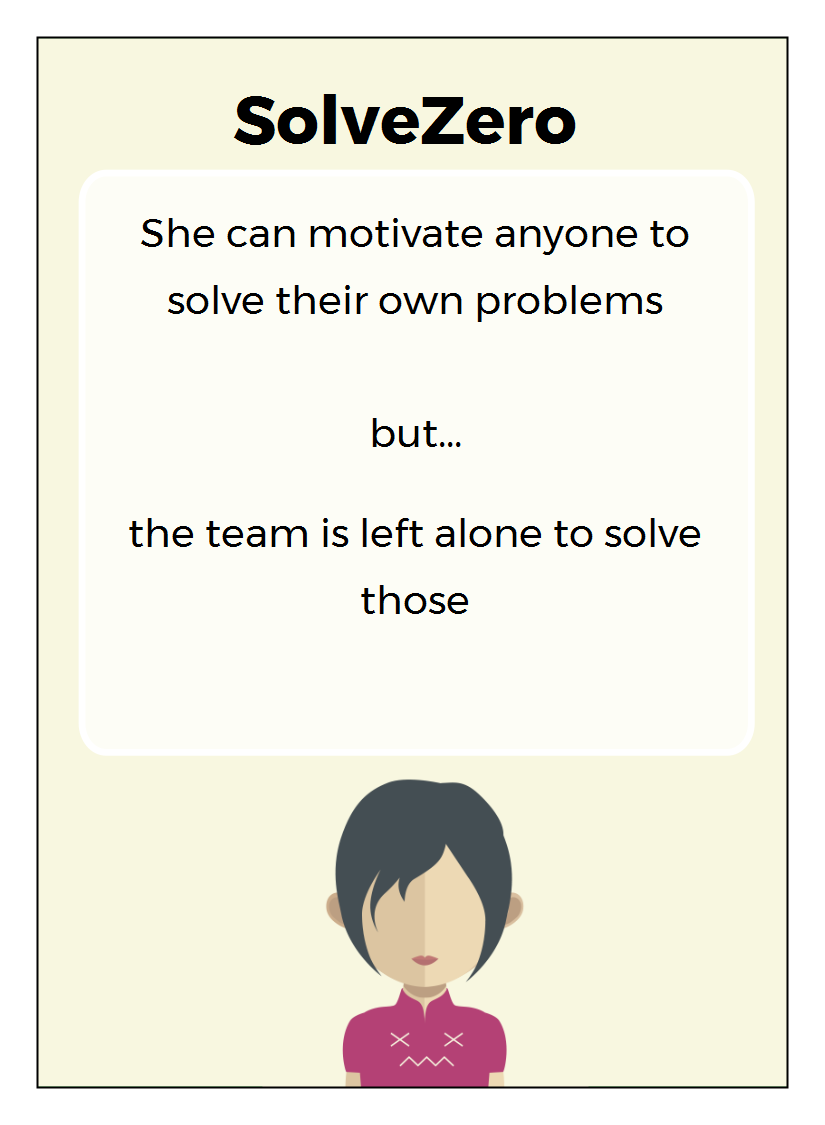 SolveZero
She can motivate anyone to
solve their own problems
but...
the team is left alone to solve
those